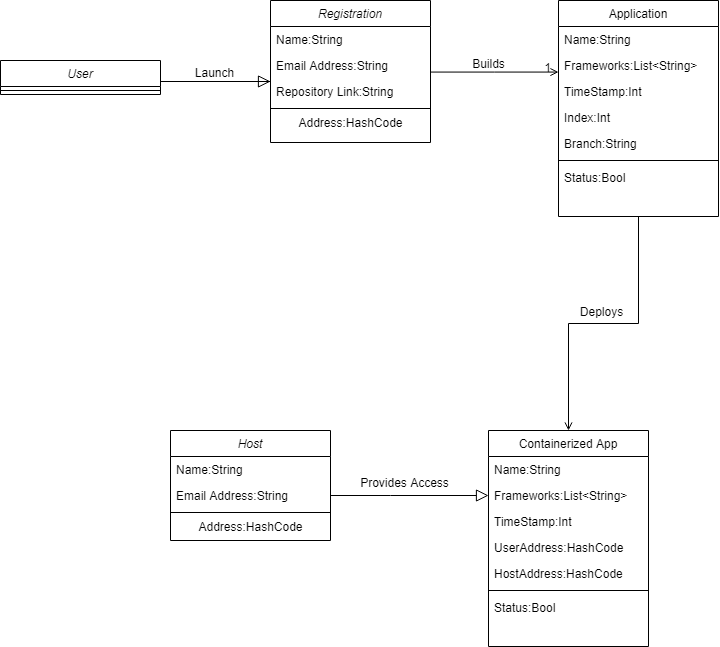 User
Launch
Registration
Name:String
Email Address:String
Repository Link:String
Address:HashCode
Builds
1
Application
Name:String
Frameworks:List<String>
TimeStamp:Int
Index:Int
Branch:String
Status:Bool
Deploys
Host
Name:String
Email Address:String
Address:HashCode
Provides Access
Containerized App
Name:String
Frameworks:List<String>
TimeStamp:Int
UserAddress:HashCode
HostAddress:HashCode
Status:Bool